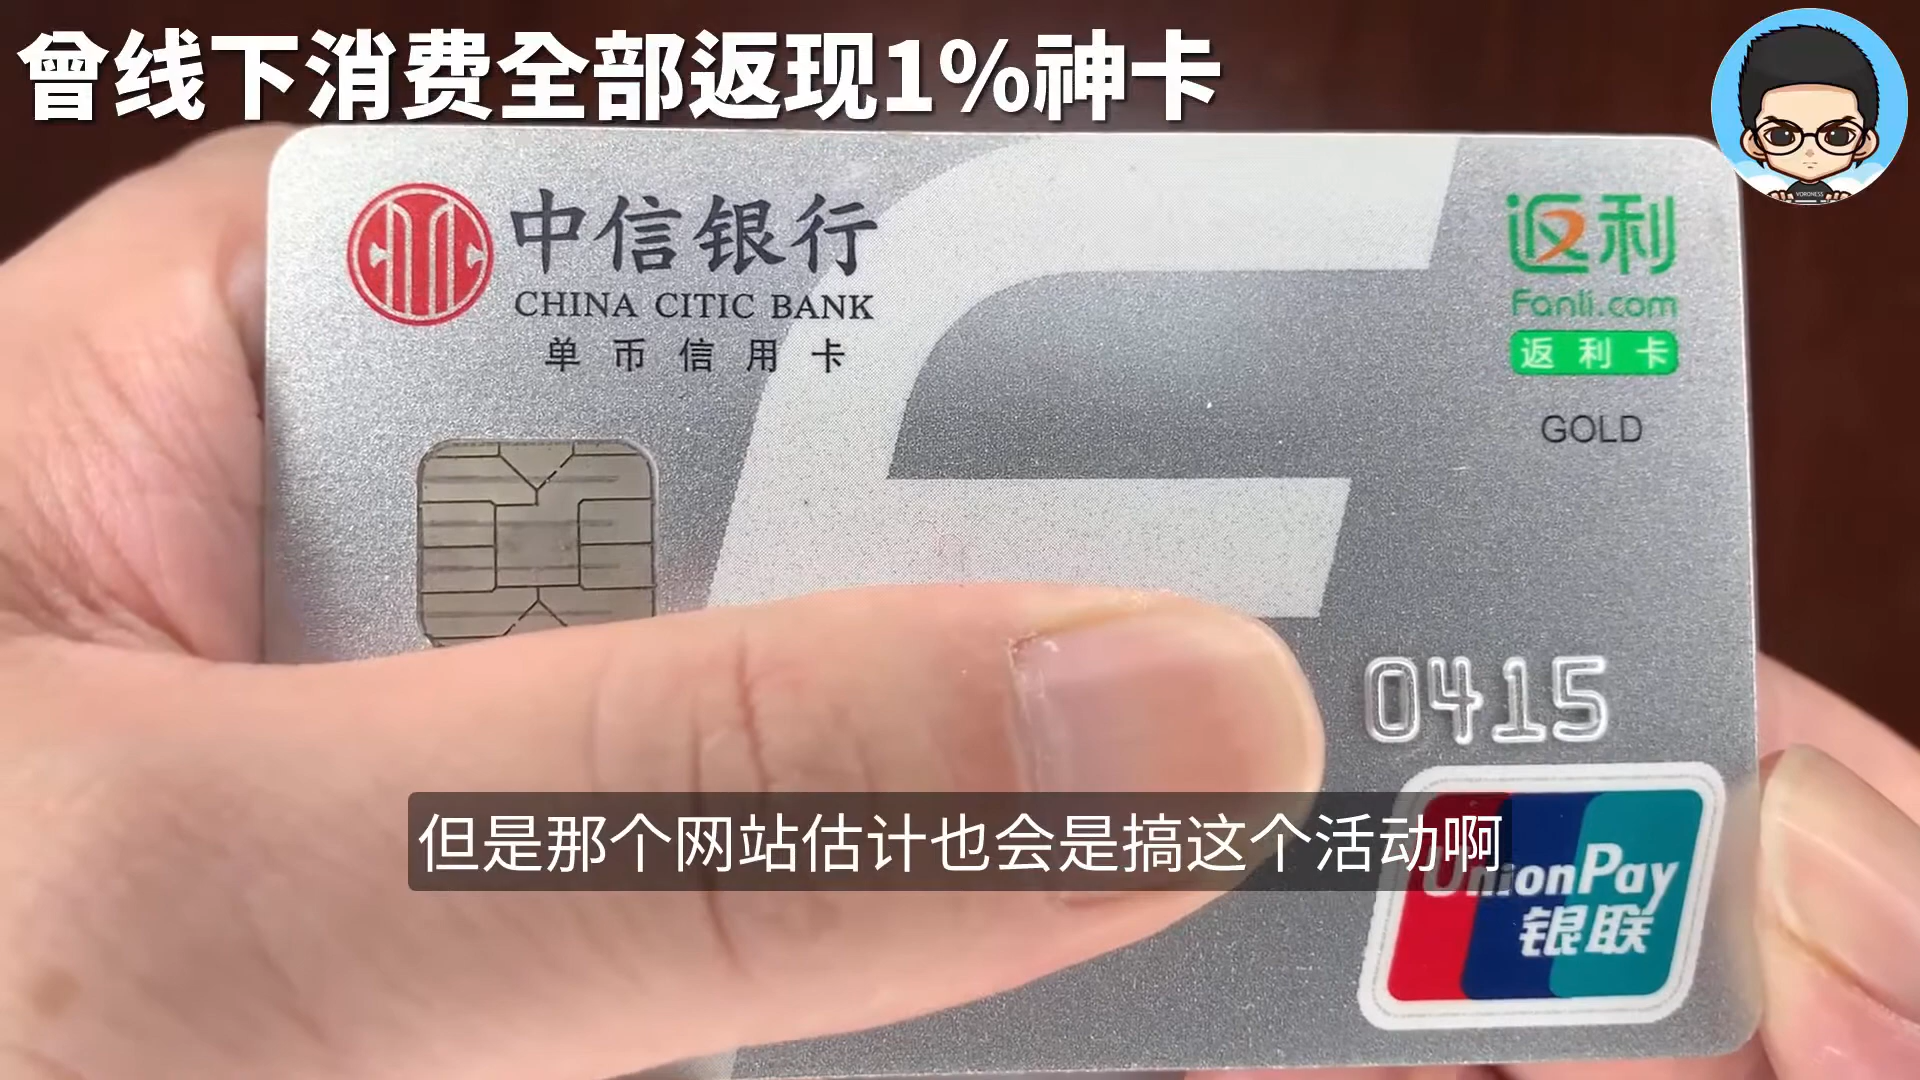 曾线下消费全部返现1%神卡
中信银行
CHINA CITIC BANK
单币信用卡
返利
Fanli.com
返利卡
GOLD
0415
但是那个网站估计也会是搞这个活动啊
UnionPay
银联
VORONESS